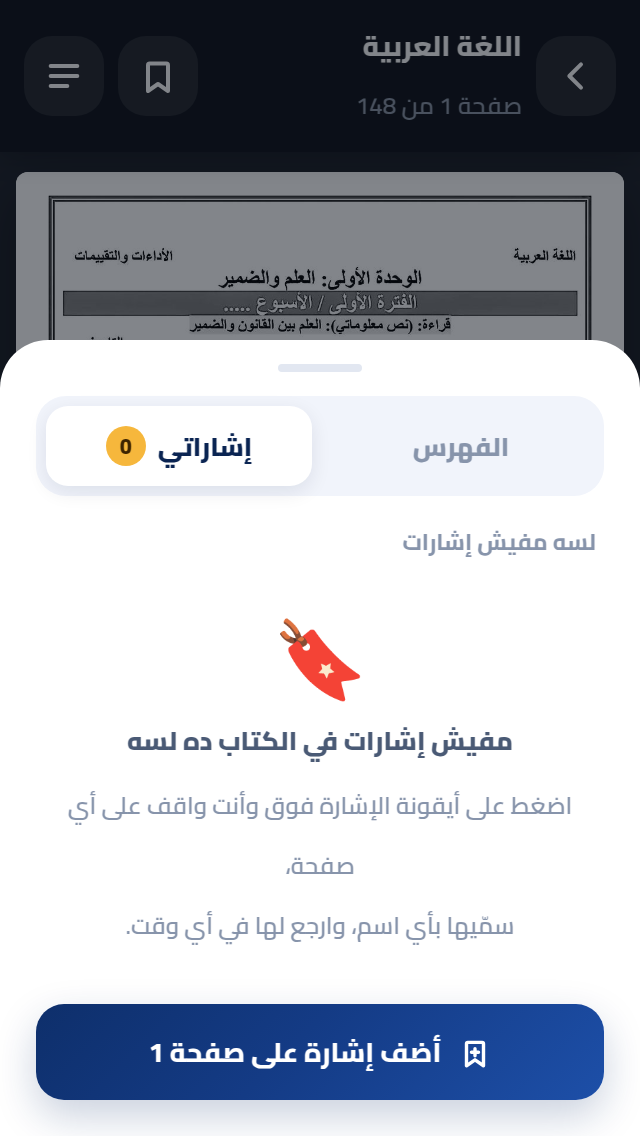 اللغة العربية
صفحة 1 من 148
اللغة العربية
الأداءات والتقييمات
الوحدة الأولى: العلم والضمير
الفترة الأولى / الأسبوع .....
قراءة: (نص معلوماتي): العلم بين القانون والضمير
الفهرس
إشاراتي 0
لسه مفيش إشارات
مفيش إشارات في الكتاب ده لسه
اضغط على أيقونة الإشارة فوق وأنت واقف على أي
صفحة،
سمّيها بأي اسم، وارجع لها في أي وقت.
أضف إشارة على صفحة 1